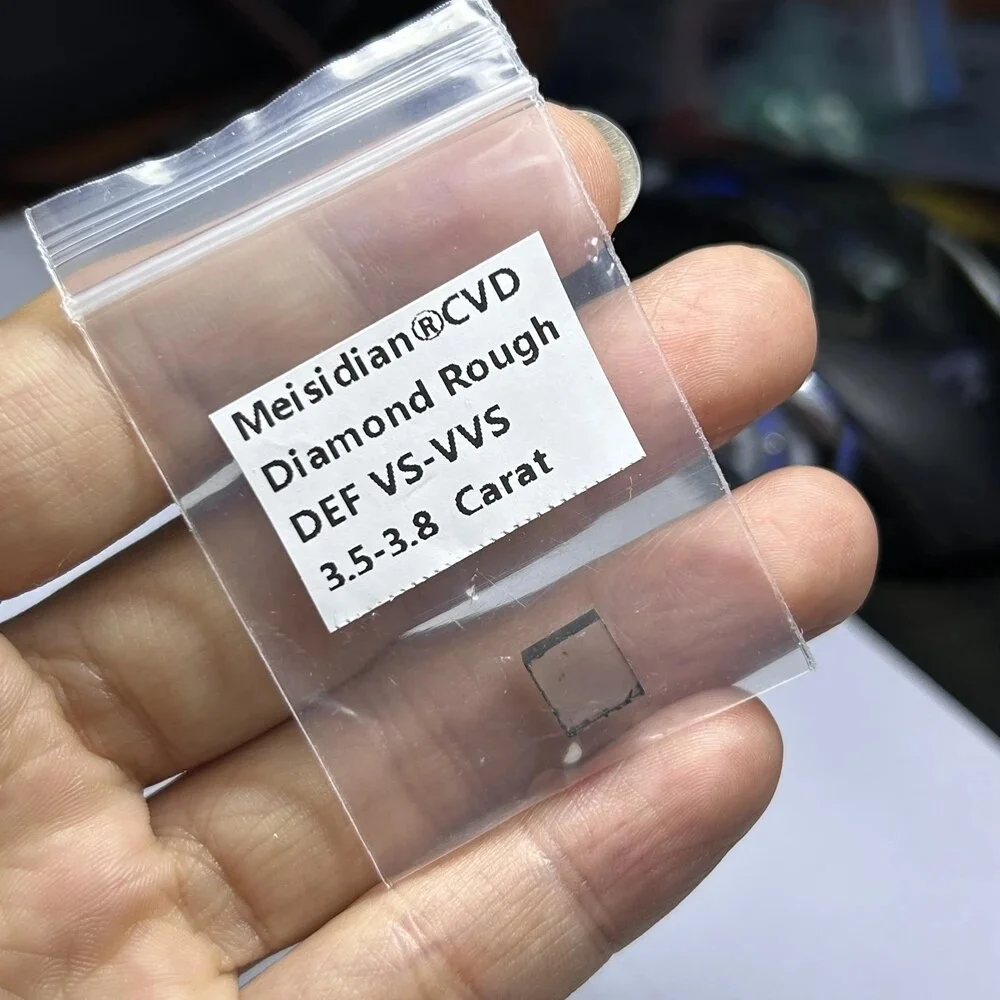 Meisidian®CVD
Diamond Rough
DEF VS-VVS
3.5-3.8 Carat